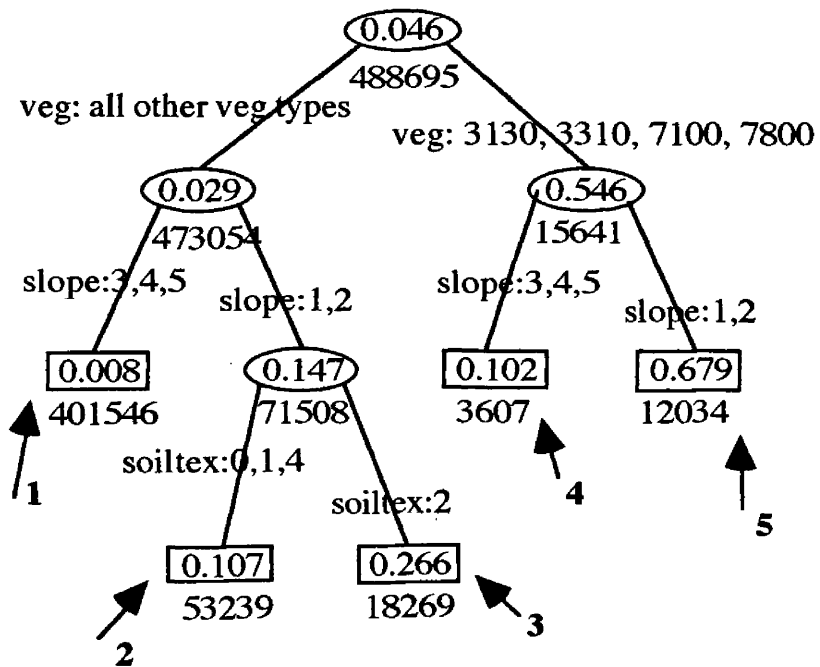 0.046
488695
veg: all other veg types
veg: 3130, 3310, 7100, 7800
0.029
473054
0.546
15641
slope:3,4,5
slope:1,2
slope:3,4,5
slope:1,2
0.008
401546
0.147
71508
0.102
3607
0.679
12034
1
soiltex:0,1,4
soiltex:2
4
5
0.107
53239
0.266
18269
2
3